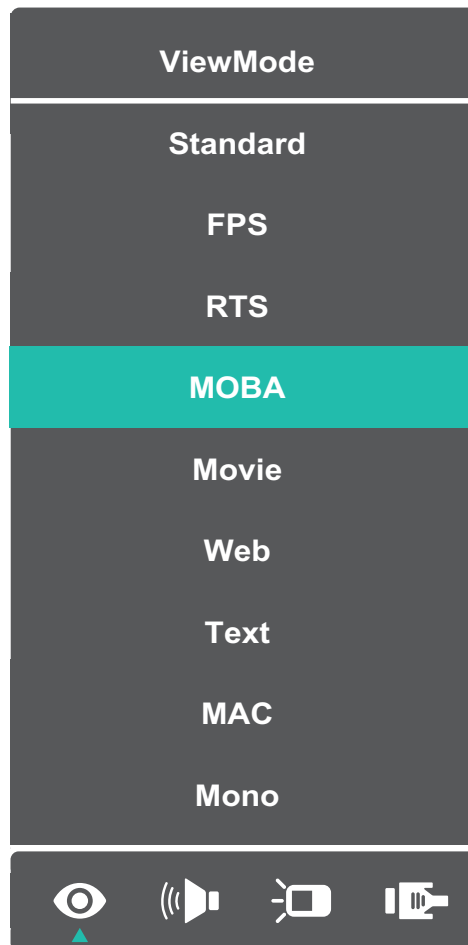 ViewMode
Standard
FPS
RTS
MOBA
Movie
Web
Text
MAC
Mono